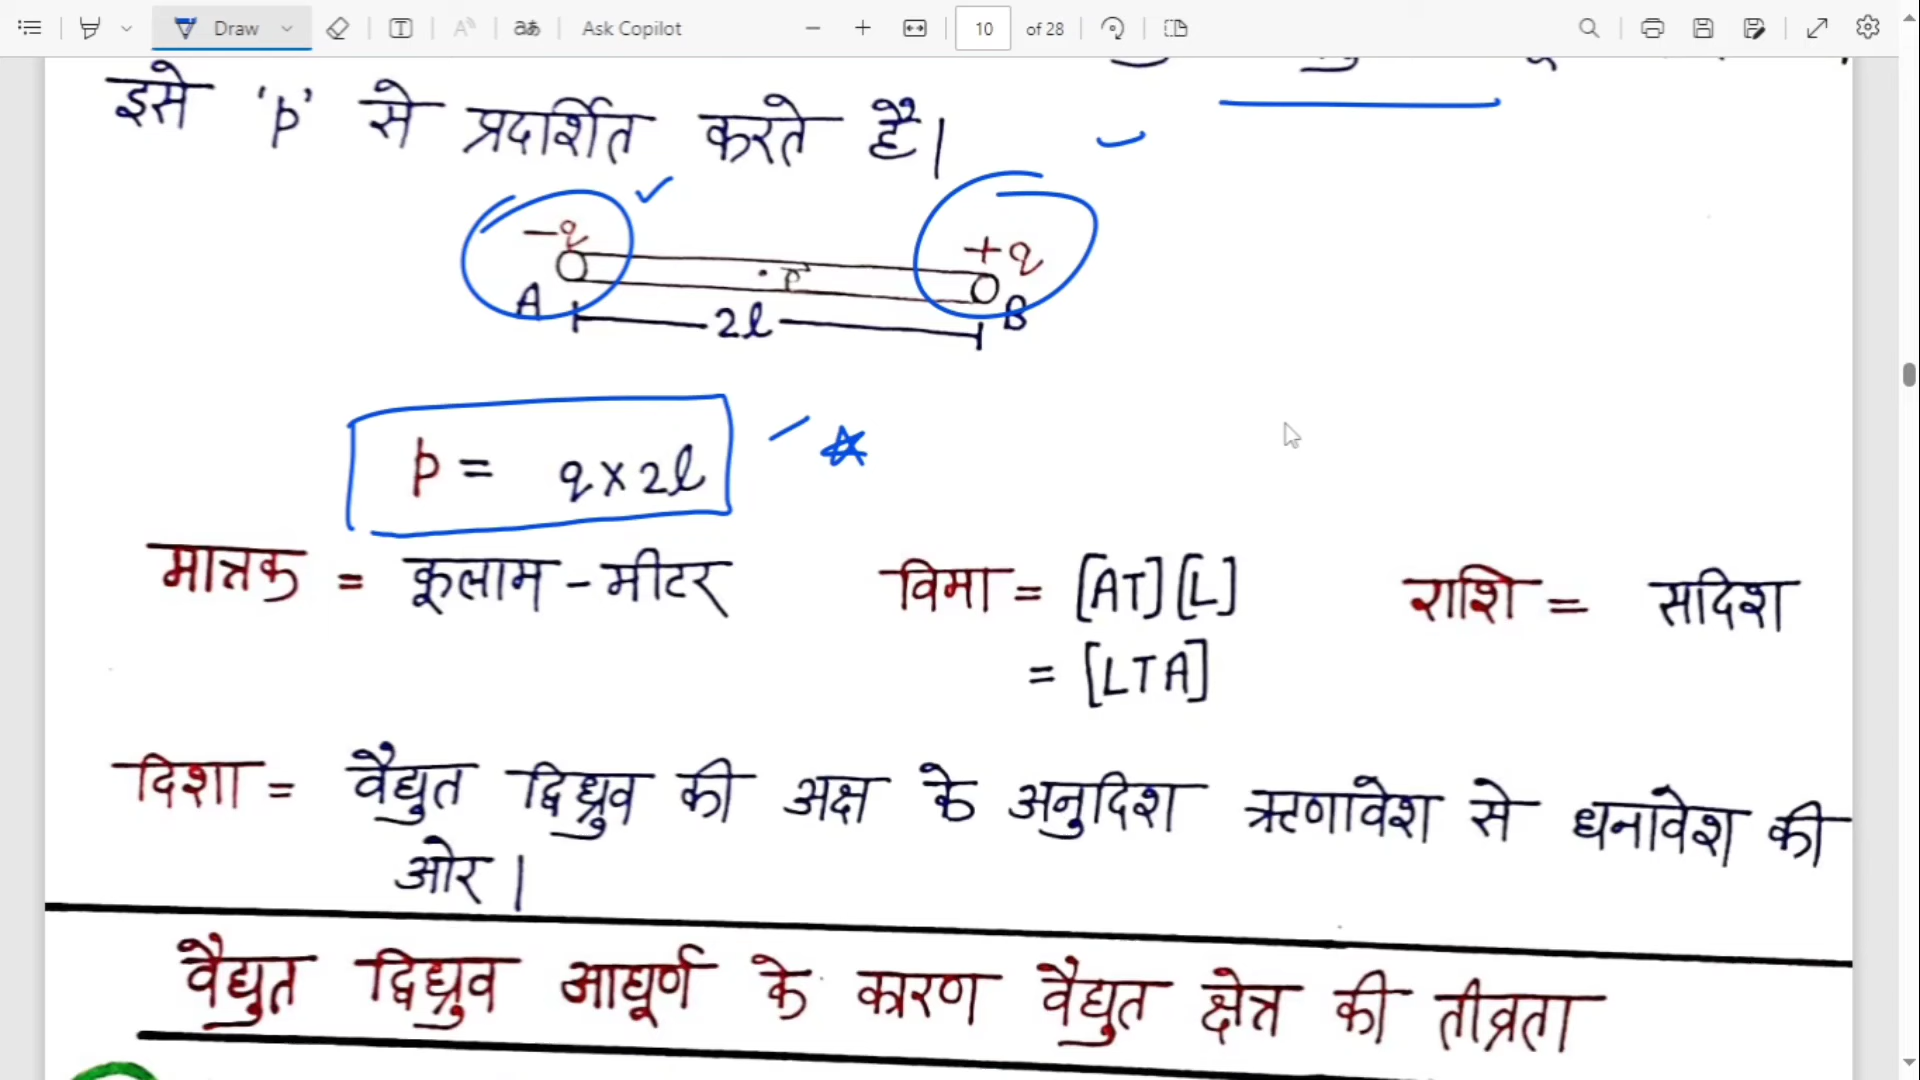 Draw
Ask Copilot
10 of 28
इसे 'p' से प्रदर्शित करते हैं।
-q +q
A p B
2l
p = q×2l
मात्रक = कूलाम - मीटर विमा = [AT][L] राशि = सदिश
= [LTA]
दिशा = वैद्युत द्विध्रुव की अक्ष के अनुदिश ऋणावेश से धनावेश की
ओर।
वैद्युत द्विध्रुव आघूर्ण के कारण वैद्युत क्षेत्र की तीव्रता